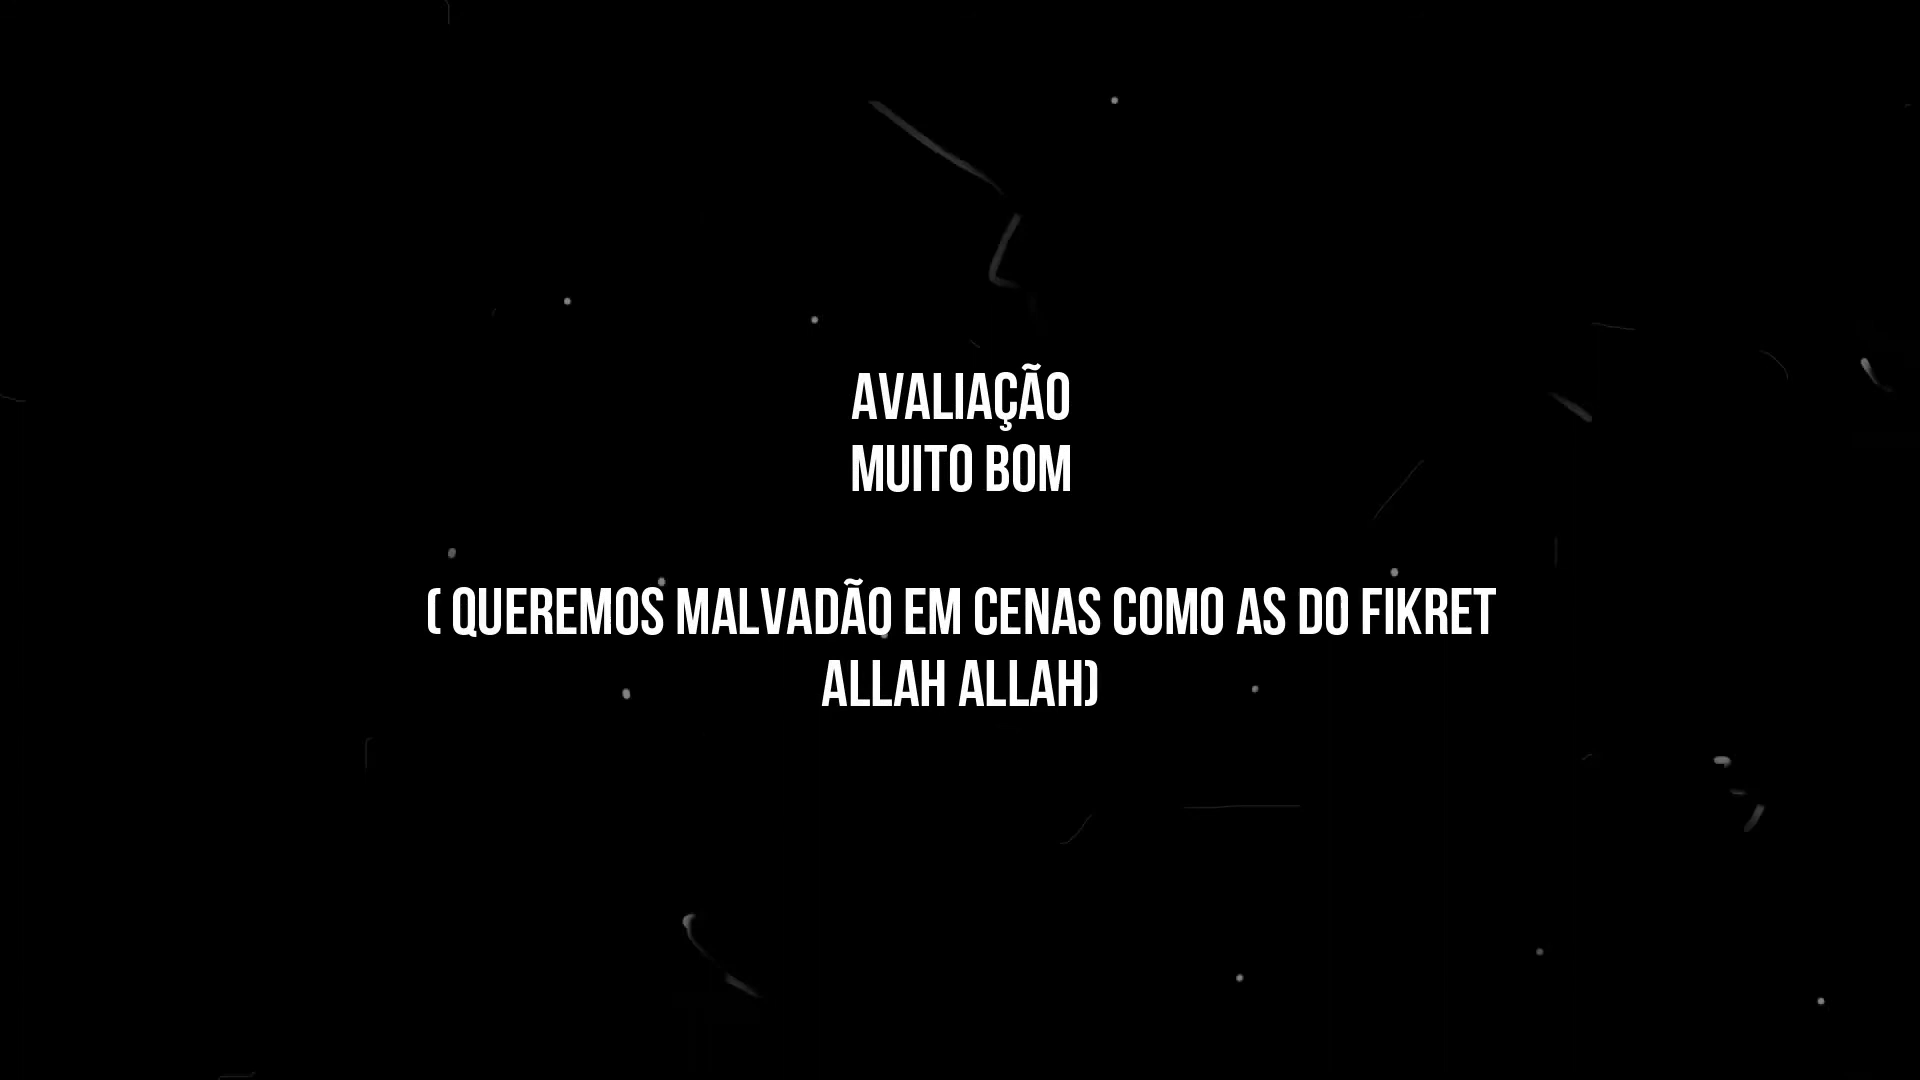 AVALIAÇÃO
MUITO BOM
( QUEREMOS MALVADÃO EM CENAS COMO AS DO FIKRET
ALLAH ALLAH)